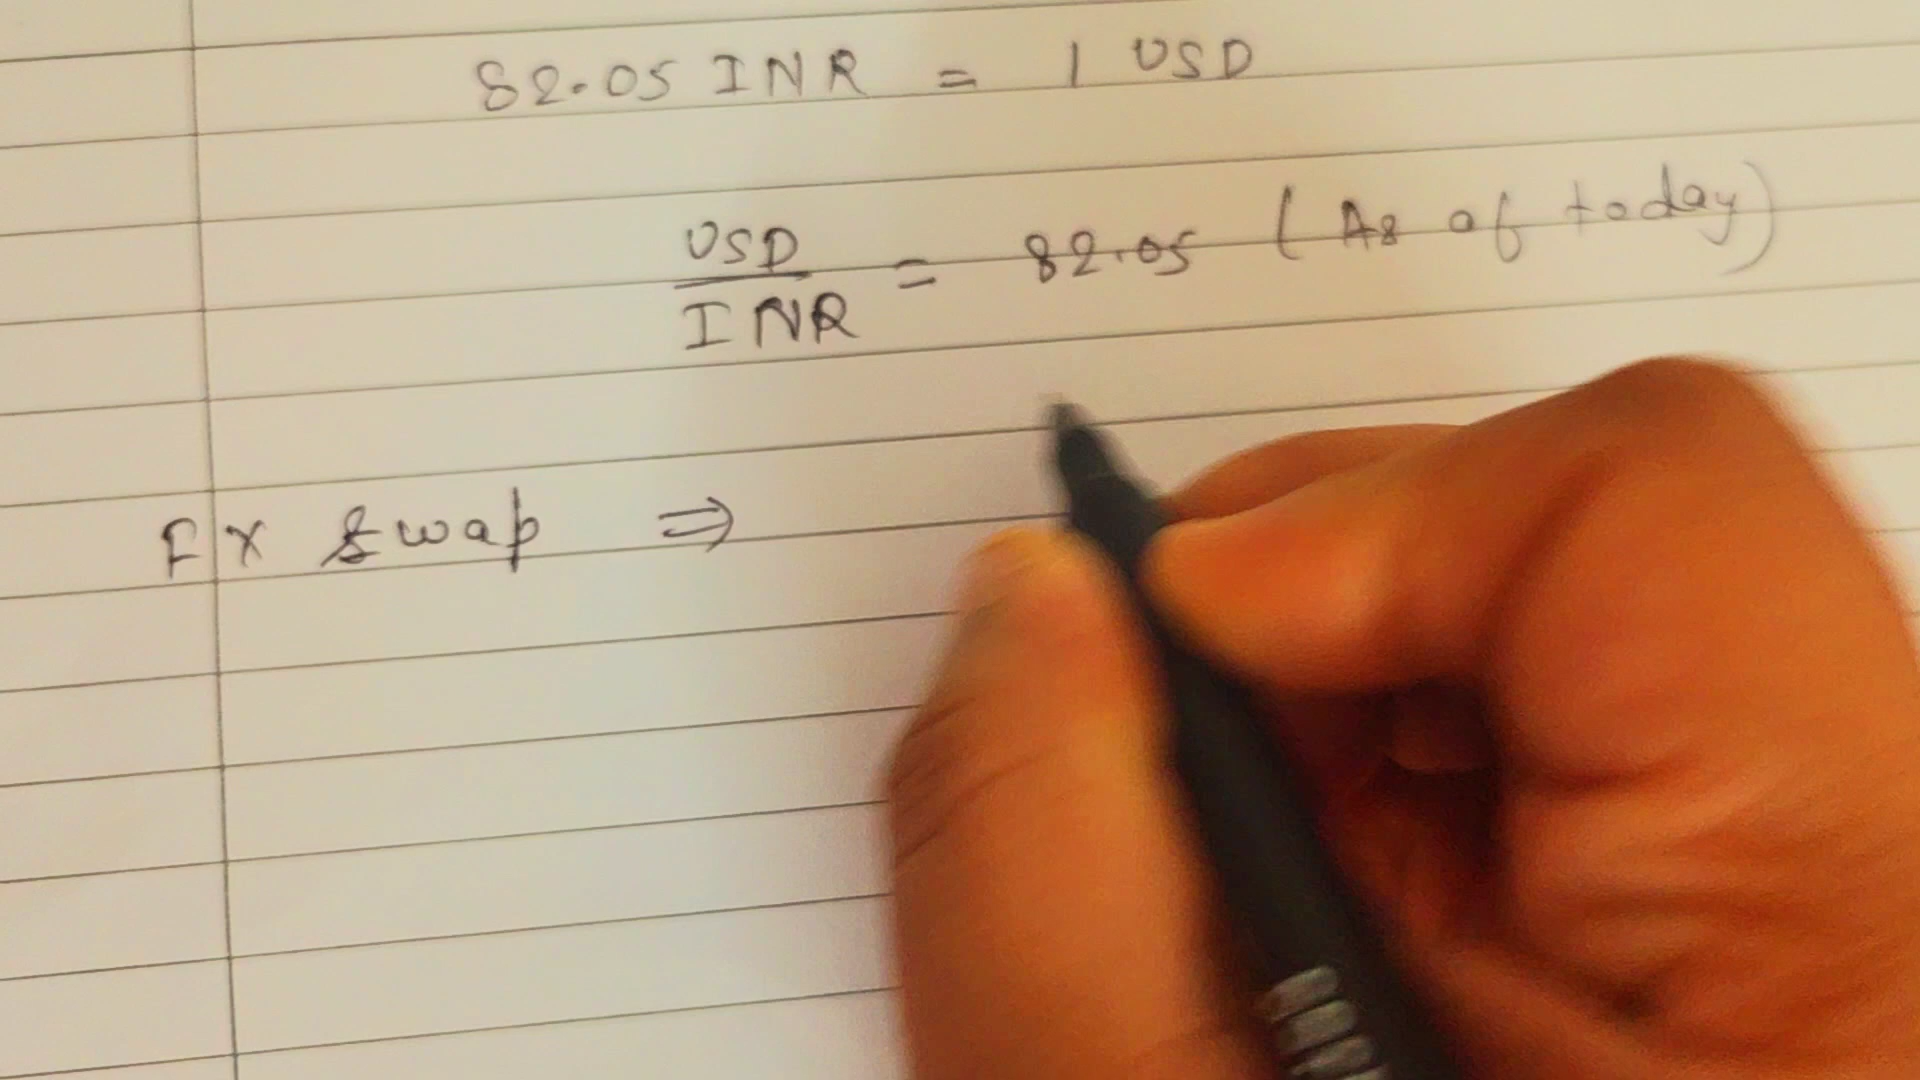 82.05 INR = 1 USD
USD
INR = 82.05 (As of today)
FX Swap ⇒